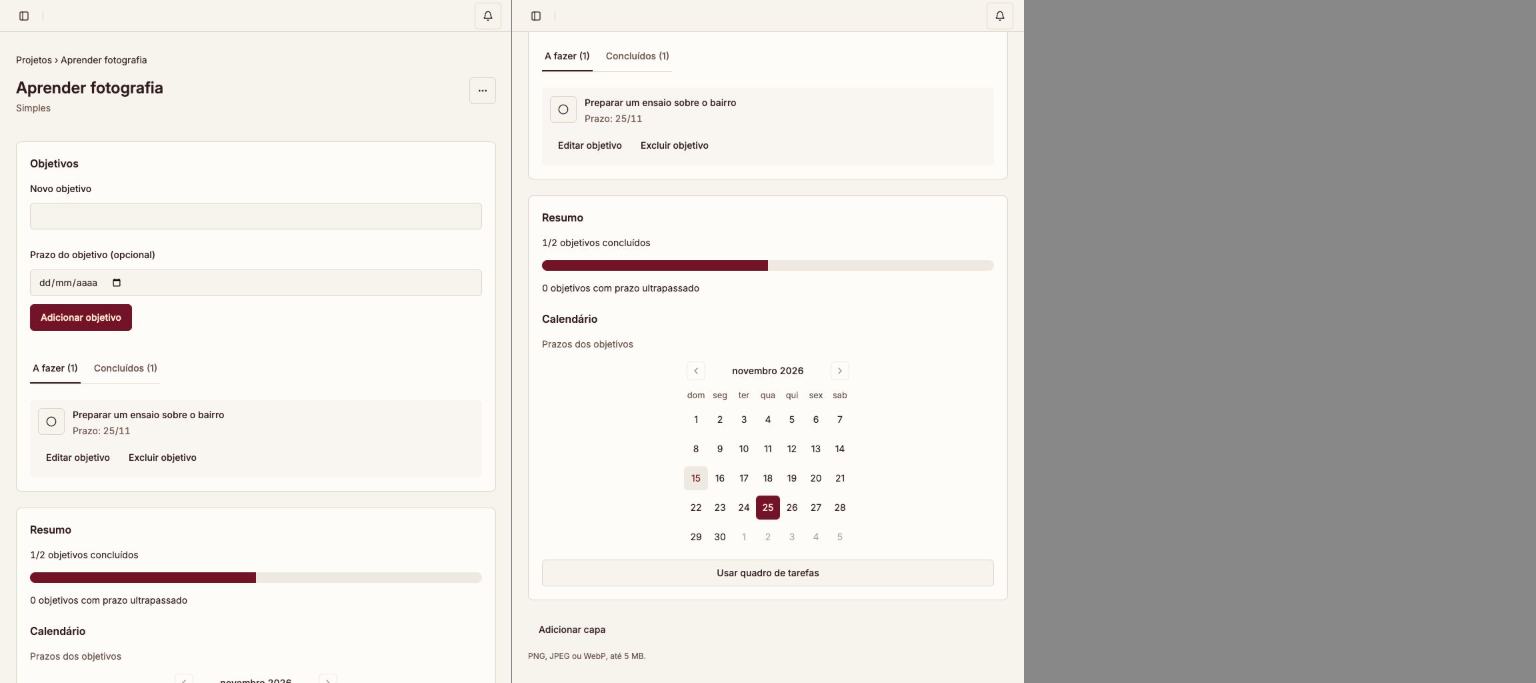 Projetos › Aprender fotografia
Aprender fotografia
Simples
Objetivos
Novo objetivo
Prazo do objetivo (opcional)
dd/mm/aaaa
Adicionar objetivo
A fazer (1) Concluídos (1)
Preparar um ensaio sobre o bairro
Prazo: 25/11
Editar objetivo Excluir objetivo
Resumo
1/2 objetivos concluídos
0 objetivos com prazo ultrapassado
Calendário
Prazos dos objetivos
novembro 2026
A fazer (1) Concluídos (1)
Preparar um ensaio sobre o bairro
Prazo: 25/11
Editar objetivo Excluir objetivo
Resumo
1/2 objetivos concluídos
0 objetivos com prazo ultrapassado
Calendário
Prazos dos objetivos
novembro 2026
dom seg ter qua qui sex sab
1 2 3 4 5 6 7
8 9 10 11 12 13 14
15 16 17 18 19 20 21
22 23 24 25 26 27 28
29 30 1 2 3 4 5
Usar quadro de tarefas
Adicionar capa
PNG, JPEG ou WebP, até 5 MB.